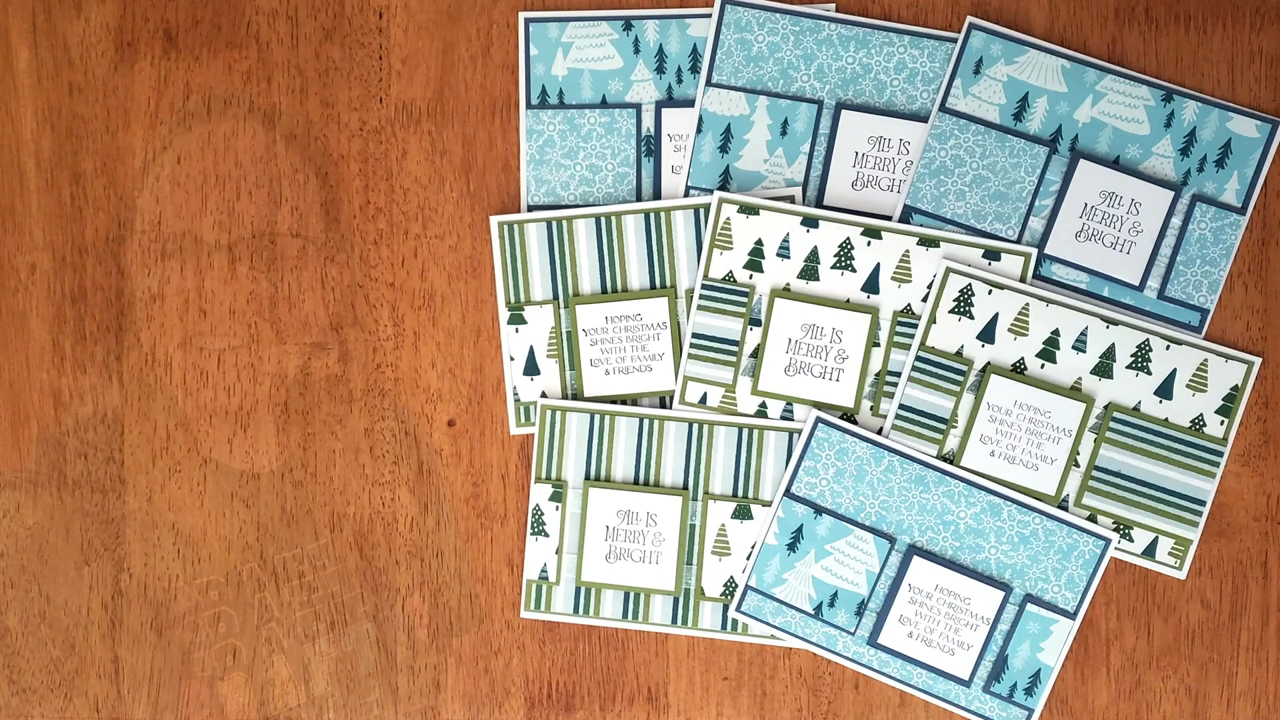 ALL IS
MERRY &
BRIGH
ALL IS
MERRY &
BRIGHT
HOPING
YOUR CHRISTMAS
SHINES BRIGHT
WITH THE
LOVE OF FAMILY
& FRIENDS
ALL IS
MERRY &
BRIGHT
HOPING
YOUR CHRISTMAS
SHINES BRIGHT
WITH THE
LOVE OF FAMILY
& FRIENDS
ALL IS
MERRY &
BRIGHT
HOPING
YOUR CHRISTMAS
SHINES BRIGHT
WITH THE
LOVE OF FAMILY
& FRIENDS